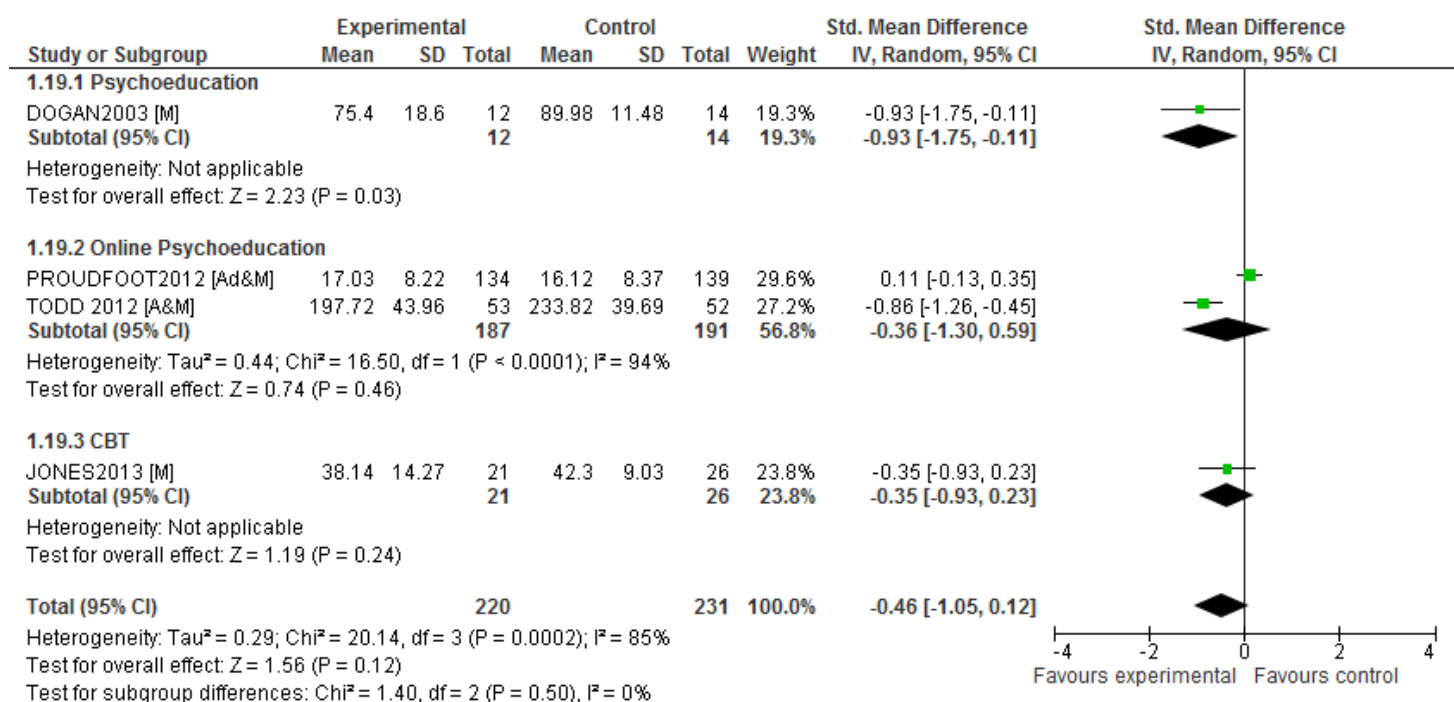 Experimental Control Std. Mean Difference Std. Mean Difference
Study or Subgroup Mean SD Total Mean SD Total Weight IV, Random, 95% CI IV, Random, 95% CI
1.19.1 Psychoeducation
DOGAN2003 [M] 75.4 18.6 12 89.98 11.48 14 19.3% -0.93 [-1.75, -0.11]
Subtotal (95% CI) 12 14 19.3% -0.93 [-1.75, -0.11]
Heterogeneity: Not applicable
Test for overall effect: Z = 2.23 (P = 0.03)
1.19.2 Online Psychoeducation
PROUDFOOT2012 [Ad&M] 17.03 8.22 134 16.12 8.37 139 29.6% 0.11 [-0.13, 0.35]
TODD 2012 [A&M] 197.72 43.96 53 233.82 39.69 52 27.2% -0.86 [-1.26, -0.45]
Subtotal (95% CI) 187 191 56.8% -0.36 [-1.30, 0.59]
Heterogeneity: Tau² = 0.44; Chi² = 16.50, df = 1 (P < 0.0001); I² = 94%
Test for overall effect: Z = 0.74 (P = 0.46)
1.19.3 CBT
JONES2013 [M] 38.14 14.27 21 42.3 9.03 26 23.8% -0.35 [-0.93, 0.23]
Subtotal (95% CI) 21 26 23.8% -0.35 [-0.93, 0.23]
Heterogeneity: Not applicable
Test for overall effect: Z = 1.19 (P = 0.24)
Total (95% CI) 220 231 100.0% -0.46 [-1.05, 0.12]
Heterogeneity: Tau² = 0.29; Chi² = 20.14, df = 3 (P = 0.0002); I² = 85%
Test for overall effect: Z = 1.56 (P = 0.12)
Test for subgroup differences: Chi² = 1.40, df = 2 (P = 0.50), I² = 0%
-4 -2 0 2 4
Favours experimental Favours control